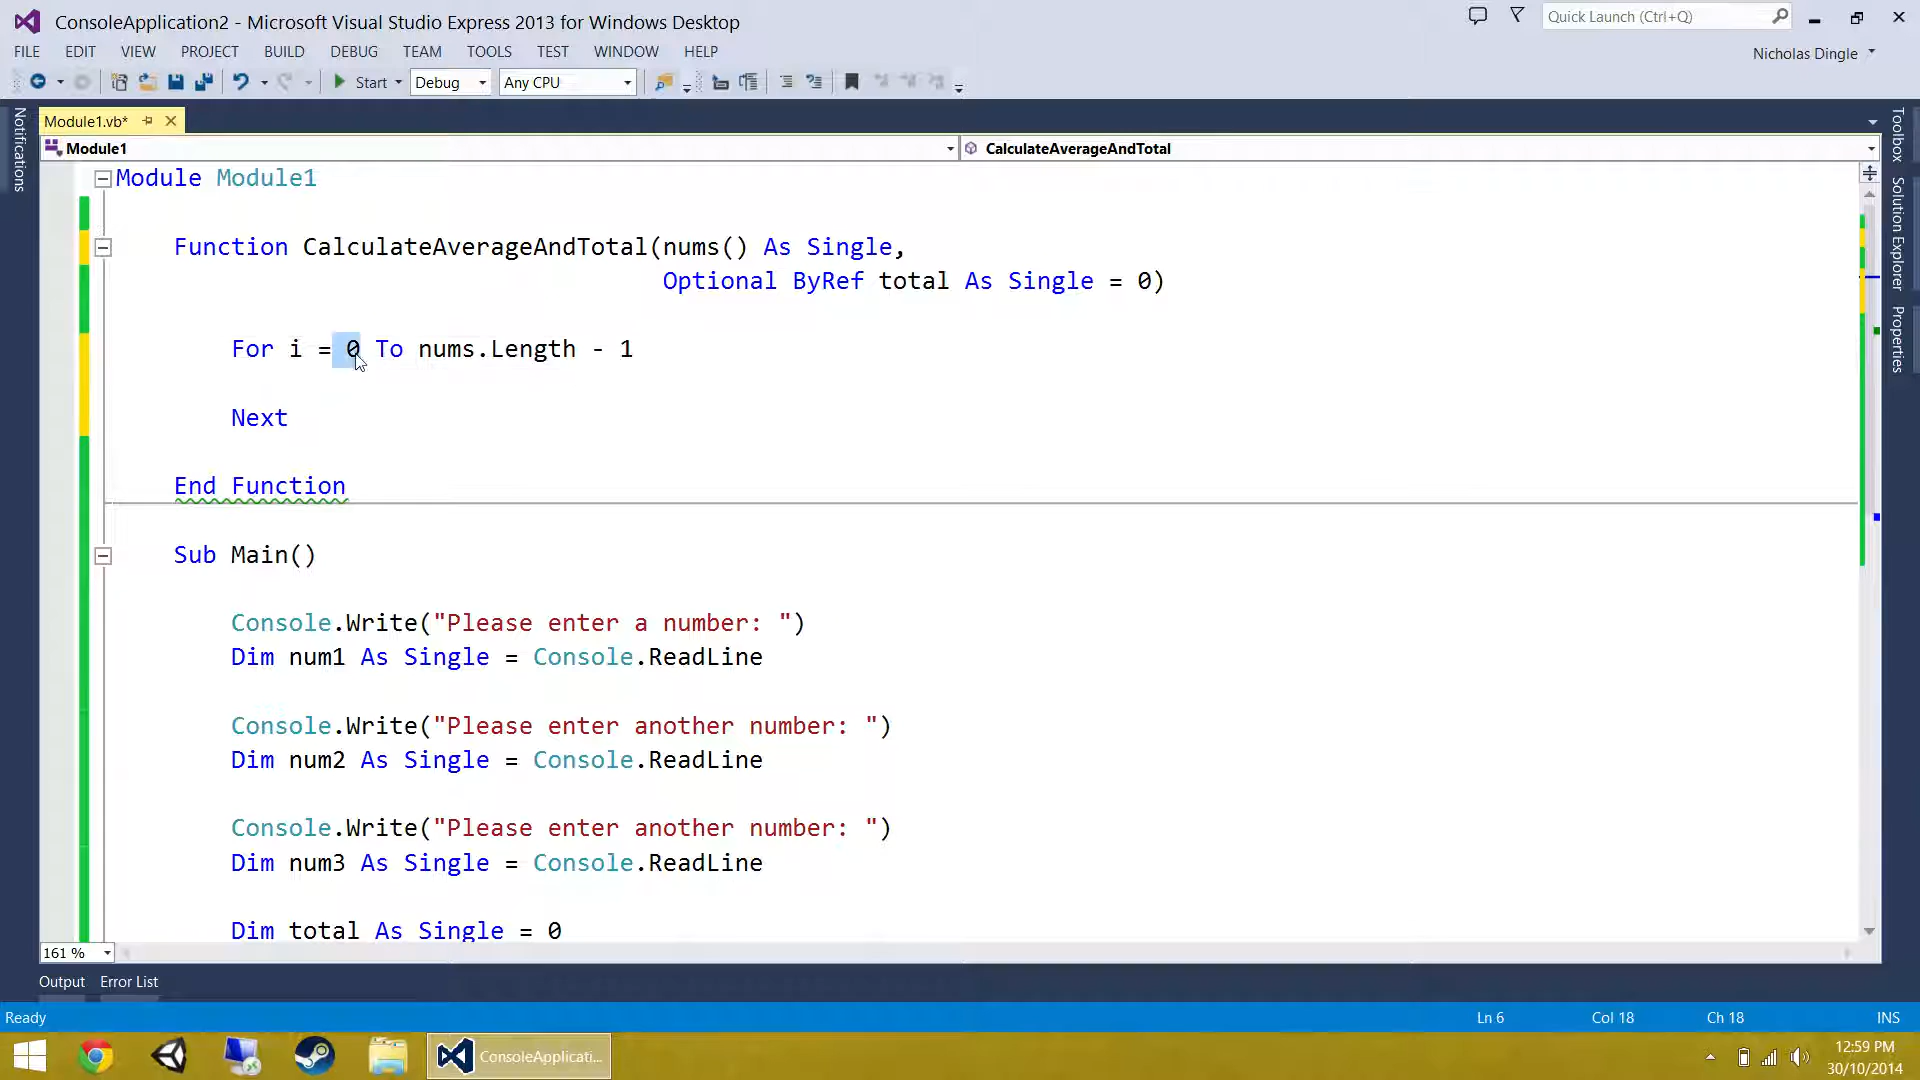 ConsoleApplication2 - Microsoft Visual Studio Express 2013 for Windows Desktop
Quick Launch (Ctrl+Q)
FILE EDIT VIEW PROJECT BUILD DEBUG TEAM TOOLS TEST WINDOW HELP
Nicholas Dingle
Start Debug Any CPU
Notifications
Module1.vb*
Module1
CalculateAverageAndTotal
Module Module1
Function CalculateAverageAndTotal(nums() As Single,
Optional ByRef total As Single = 0)
For i = 0 To nums.Length - 1
Next
End Function
Sub Main()
Console.Write("Please enter a number: ")
Dim num1 As Single = Console.ReadLine
Console.Write("Please enter another number: ")
Dim num2 As Single = Console.ReadLine
Console.Write("Please enter another number: ")
Dim num3 As Single = Console.ReadLine
Dim total As Single = 0
Toolbox
Solution Explorer
Properties
161 %
Output Error List
Ready
Ln 6 Col 18 Ch 18 INS
ConsoleApplicati...
12:59 PM
30/10/2014